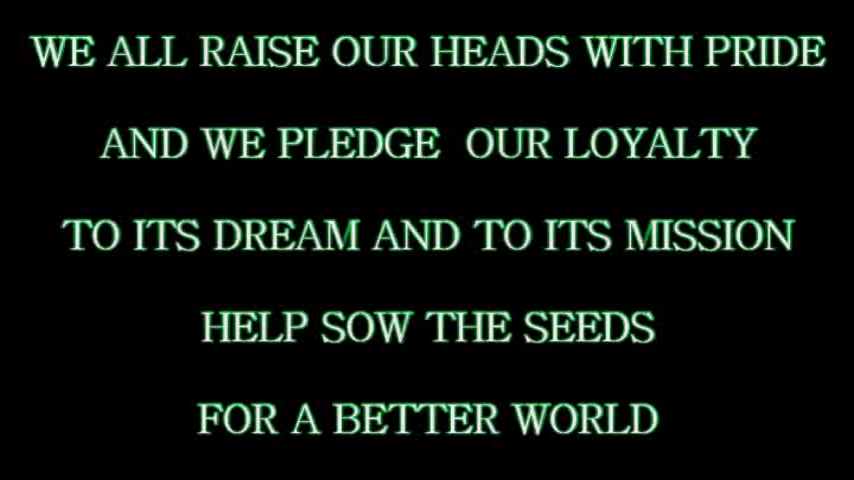 WE ALL RAISE OUR HEADS WITH PRIDE
AND WE PLEDGE  OUR LOYALTY
TO ITS DREAM AND TO ITS MISSION
HELP SOW THE SEEDS
FOR A BETTER WORLD